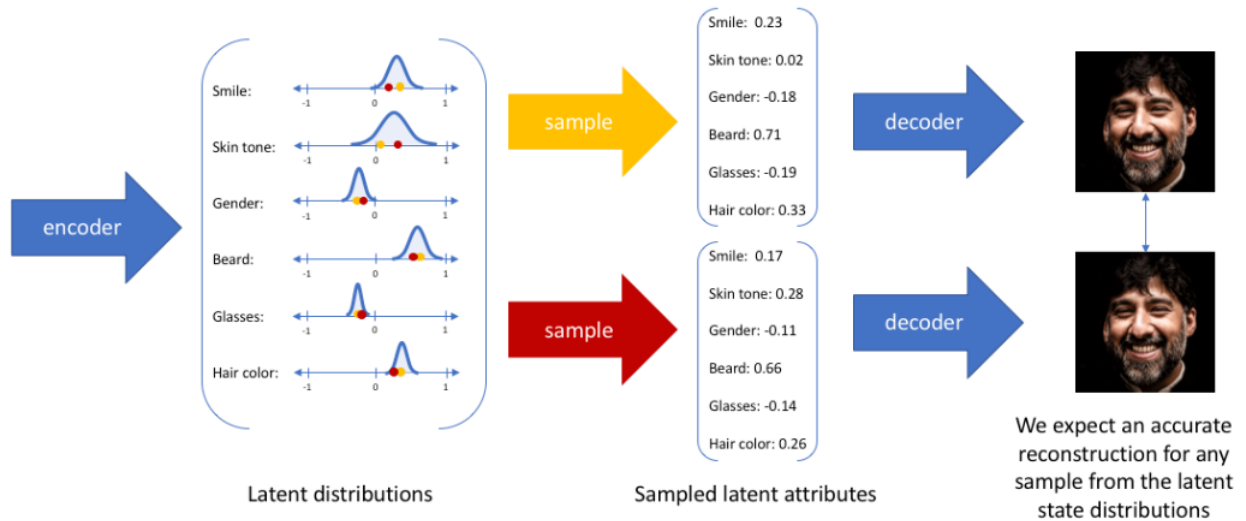 encoder
Smile:
-1 0 1
Skin tone:
-1 0 1
Gender:
-1 0 1
Beard:
-1 0 1
Glasses:
-1 0 1
Hair color:
-1 0 1
Latent distributions
sample
Smile: 0.23
Skin tone: 0.02
Gender: -0.18
Beard: 0.71
Glasses: -0.19
Hair color: 0.33
decoder
sample
Smile: 0.17
Skin tone: 0.28
Gender: -0.11
Beard: 0.66
Glasses: -0.14
Hair color: 0.26
decoder
Sampled latent attributes
We expect an accurate
reconstruction for any
sample from the latent
state distributions